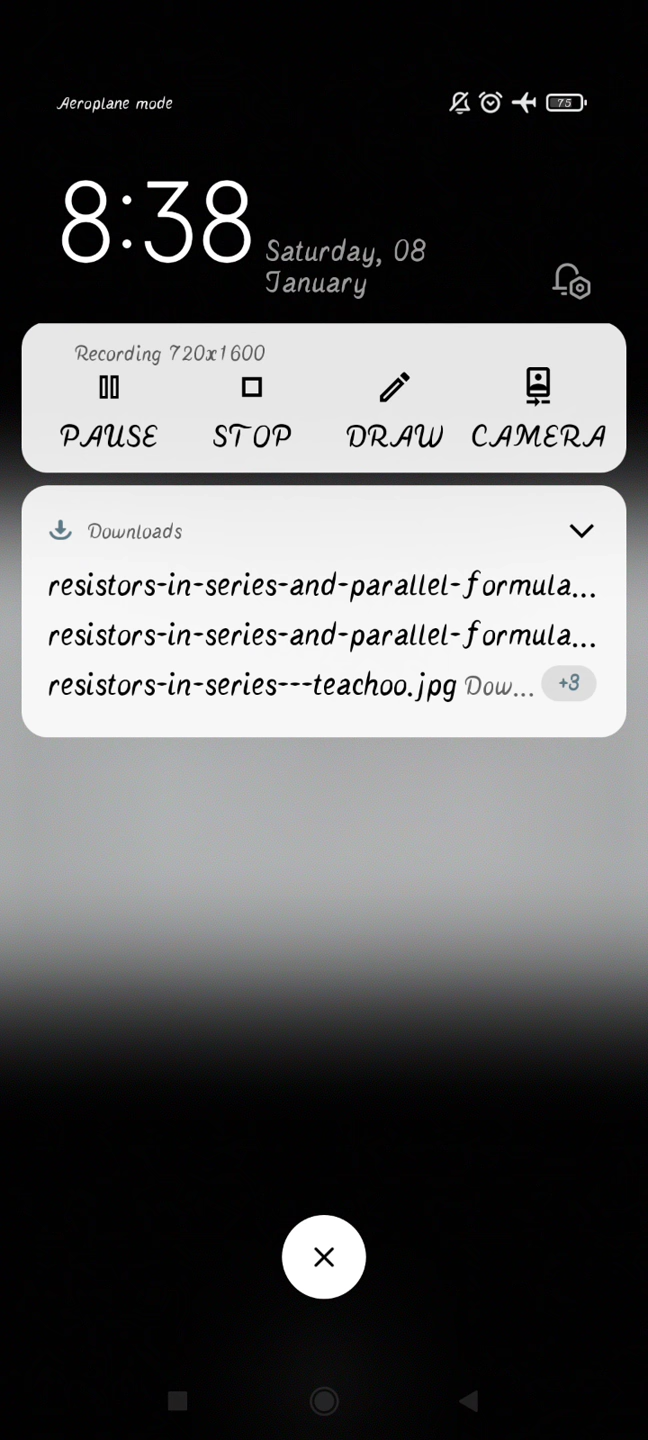 Aeroplane mode
75
8:38
Saturday, 08
January
Recording 720x1600
PAUSE STOP DRAW CAMERA
Downloads
resistors-in-series-and-parallel-formula...
resistors-in-series-and-parallel-formula...
resistors-in-series---teachoo.jpg Dow... +3